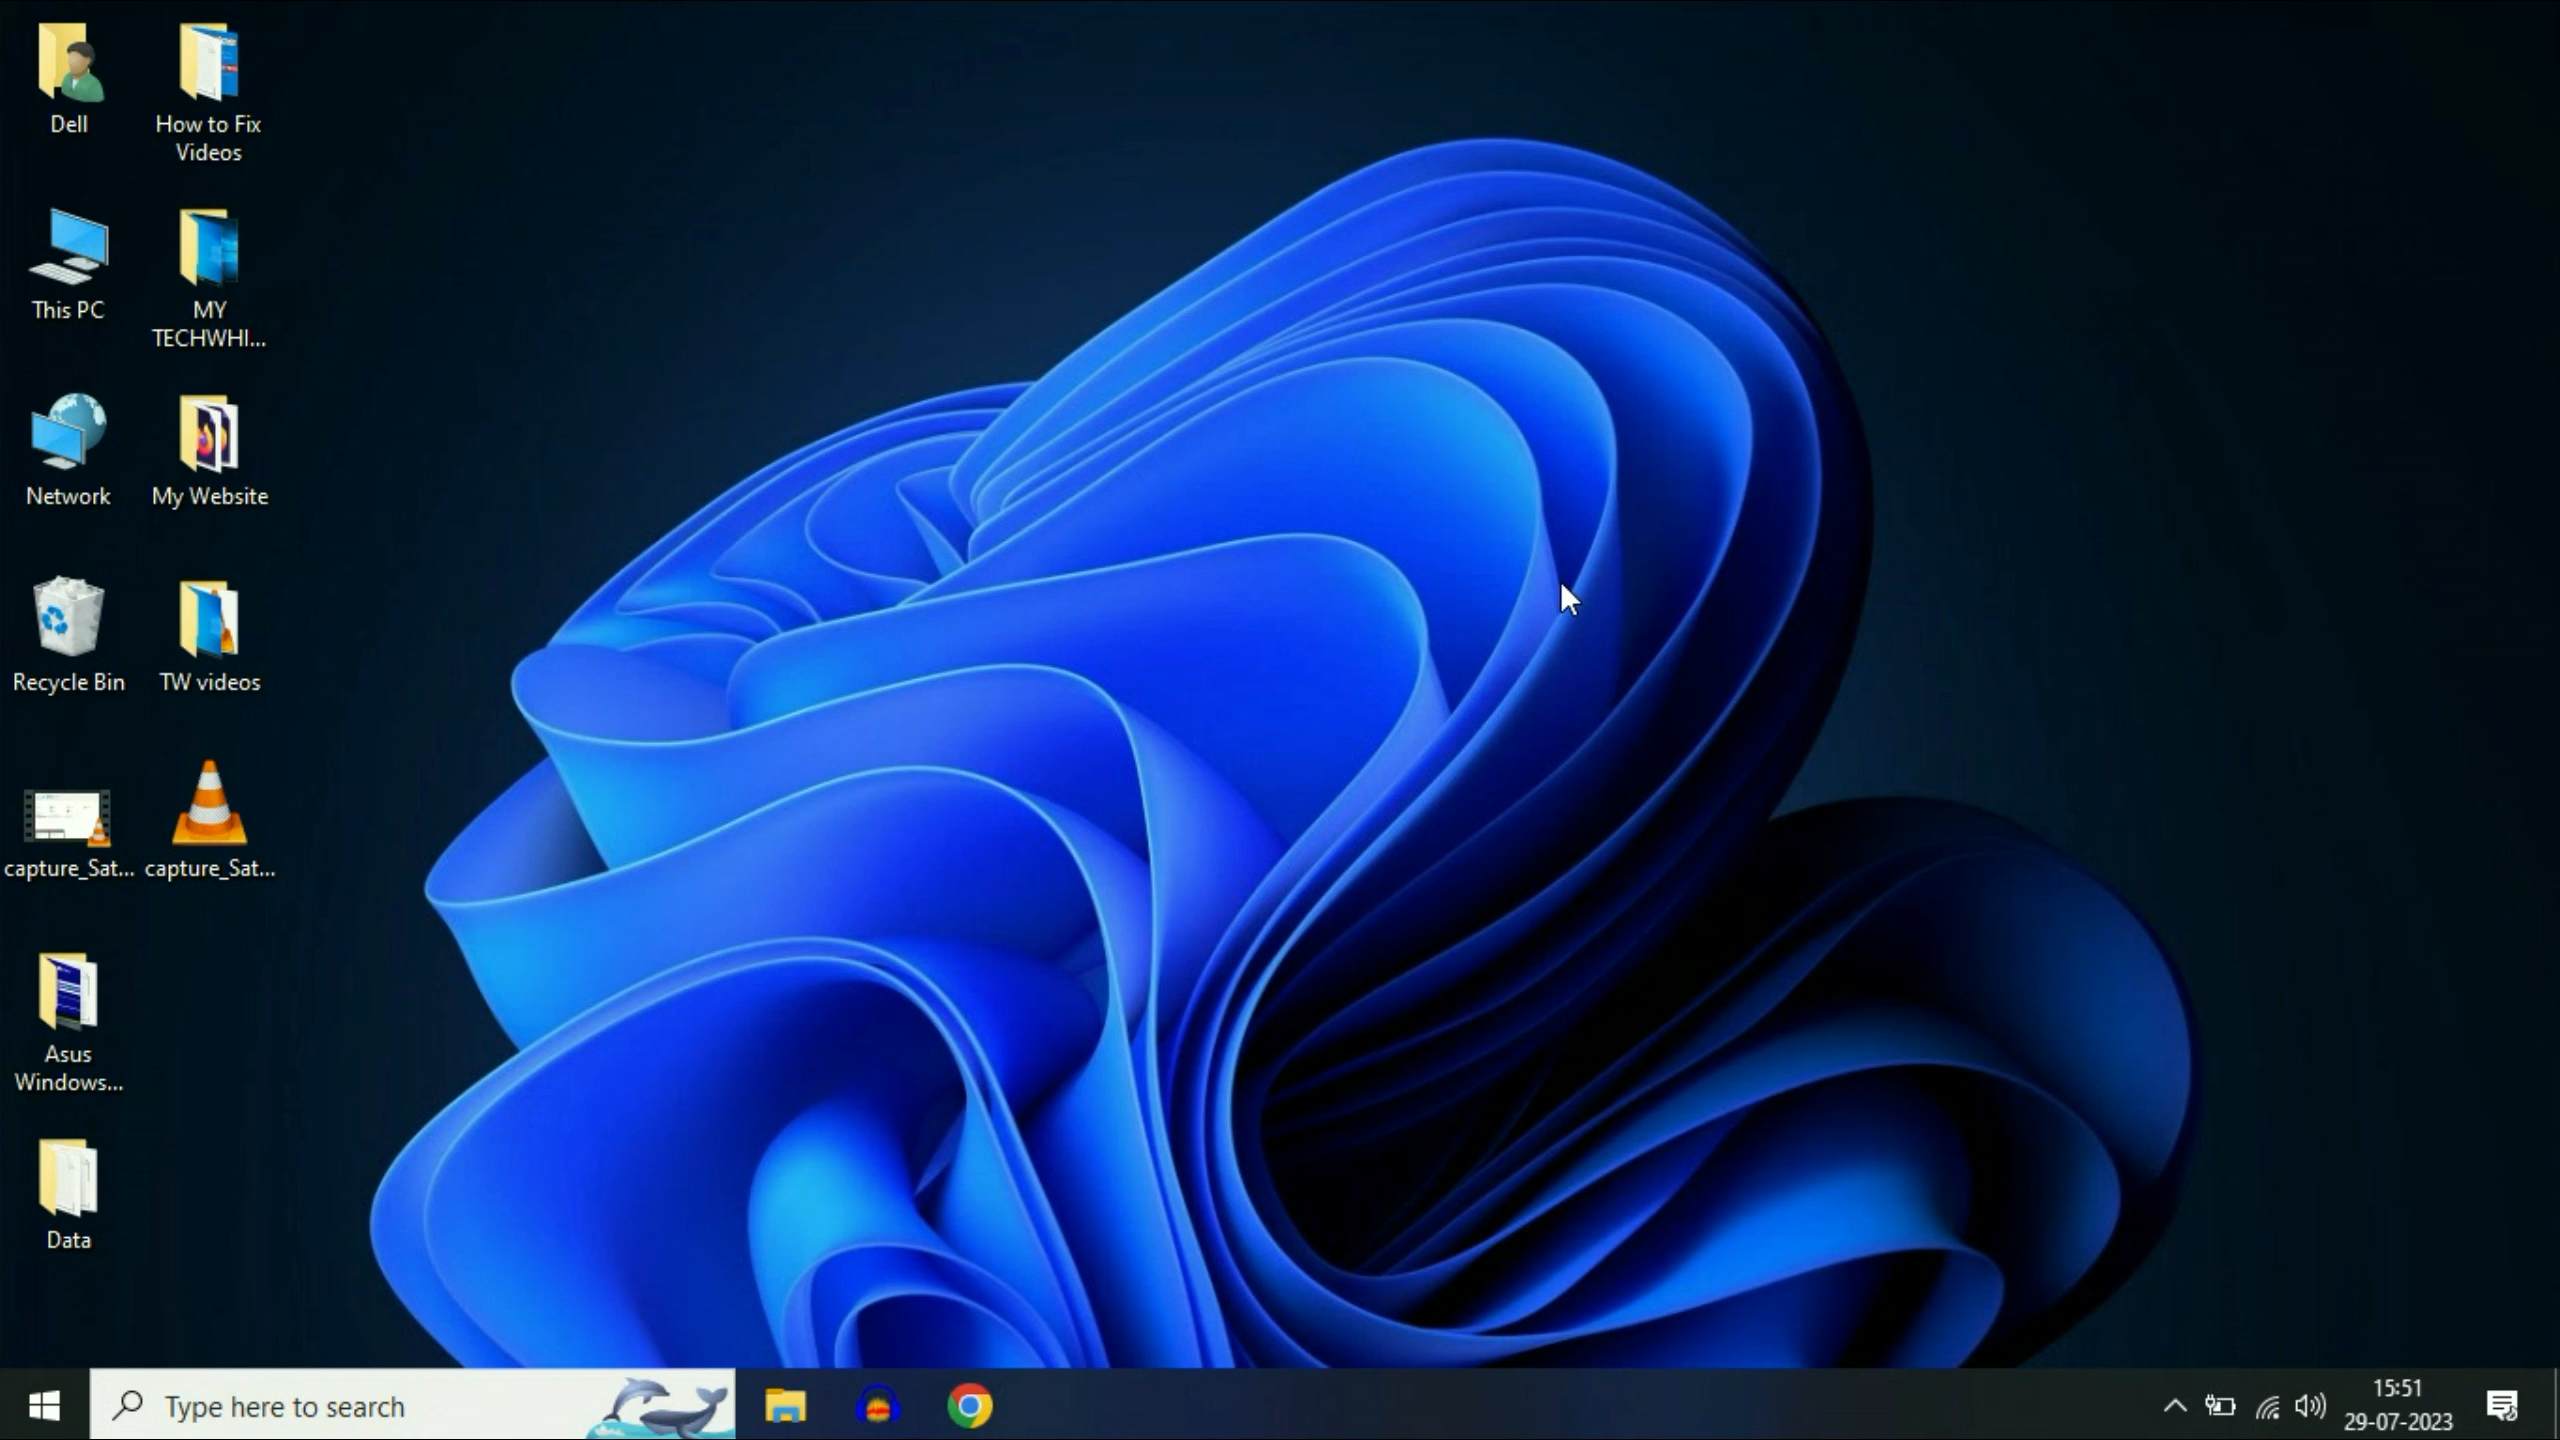 Dell
How to Fix
Videos
This PC
MY
TECHWHI...
Network
My Website
Recycle Bin
TW videos
capture_Sat...
capture_Sat...
Asus
Windows...
Data
Type here to search
15:51
29-07-2023